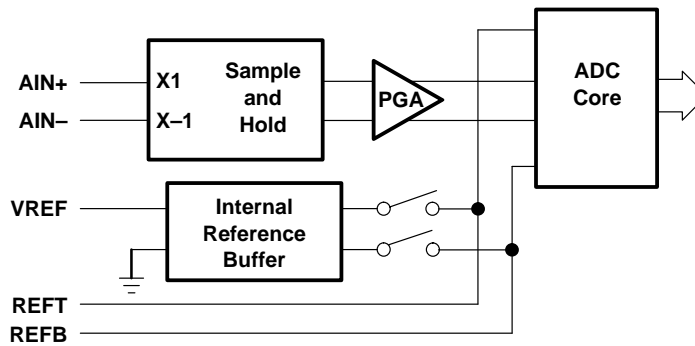 AIN+
AIN–
X1
X–1
Sample
and
Hold
PGA
ADC
Core
VREF
Internal
Reference
Buffer
REFT
REFB